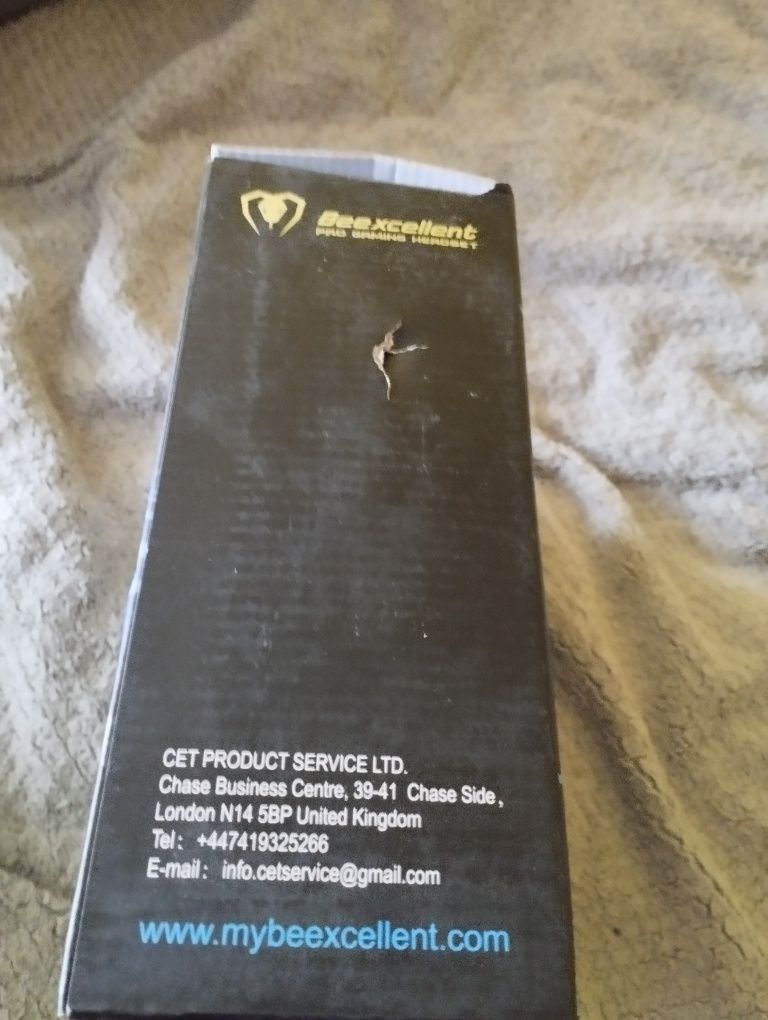 Beexcellent
PRO GAMING HEADSET
CET PRODUCT SERVICE LTD.
Chase Business Centre, 39-41 Chase Side,
London N14 5BP United Kingdom
Tel: +447419325266
E-mail: info.cetservice@gmail.com
www.mybeexcellent.com